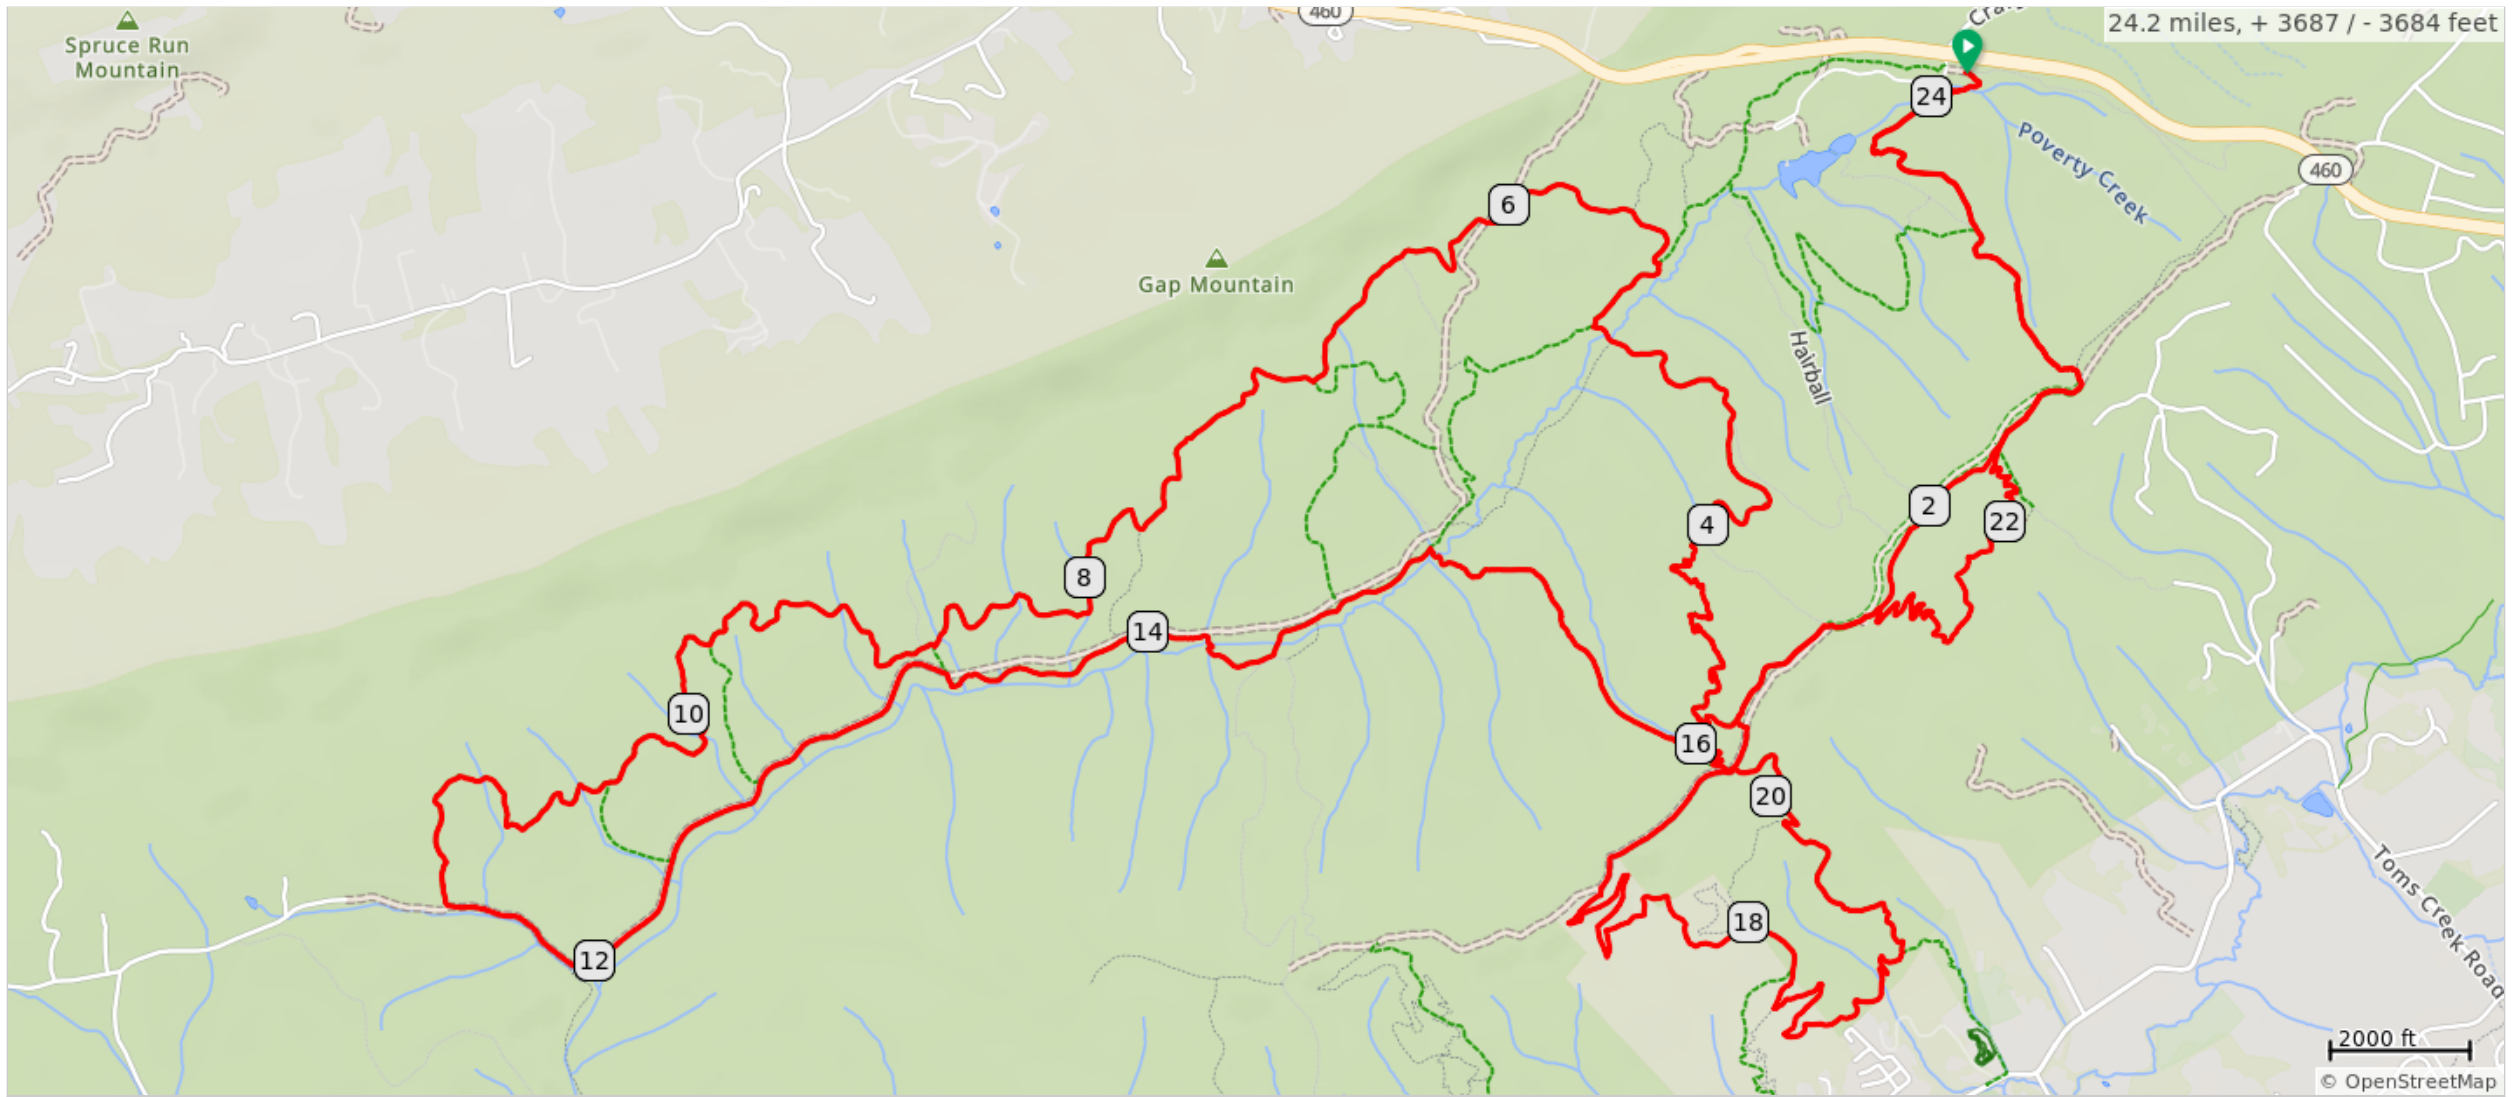 460
Crai
24.2 miles, + 3687 / - 3684 feet
Spruce Run
Mountain
24
Poverty Creek
460
6
Gap Mountain
Hairball
2
4
22
8
14
10
16
20
Toms Creek Road
18
12
2000 ft
© OpenStreetMap